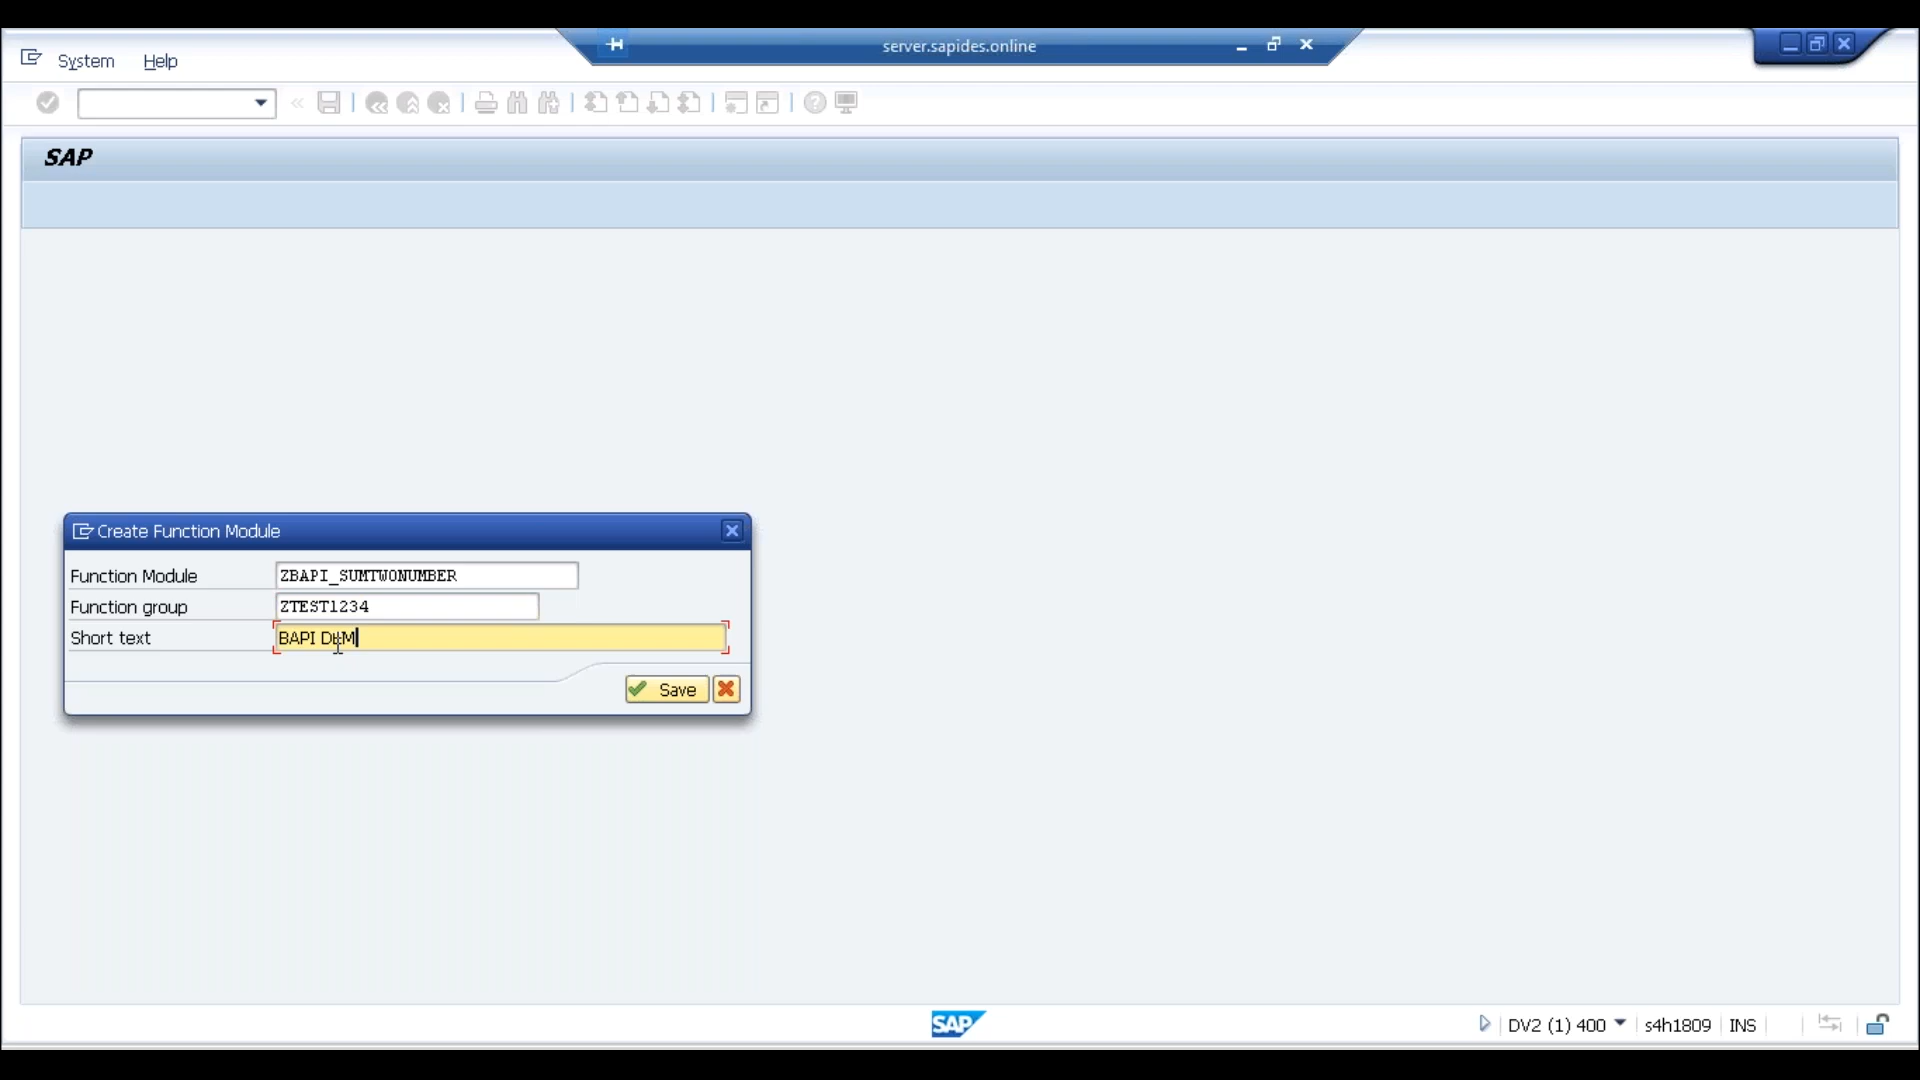 server.sapides.online
System Help
SAP
Create Function Module
Function Module ZBAPI_SUMTWONUMBER
Function group ZTEST1234
Short text BAPI DEM
Save
SAP
DV2 (1) 400 s4h1809 INS